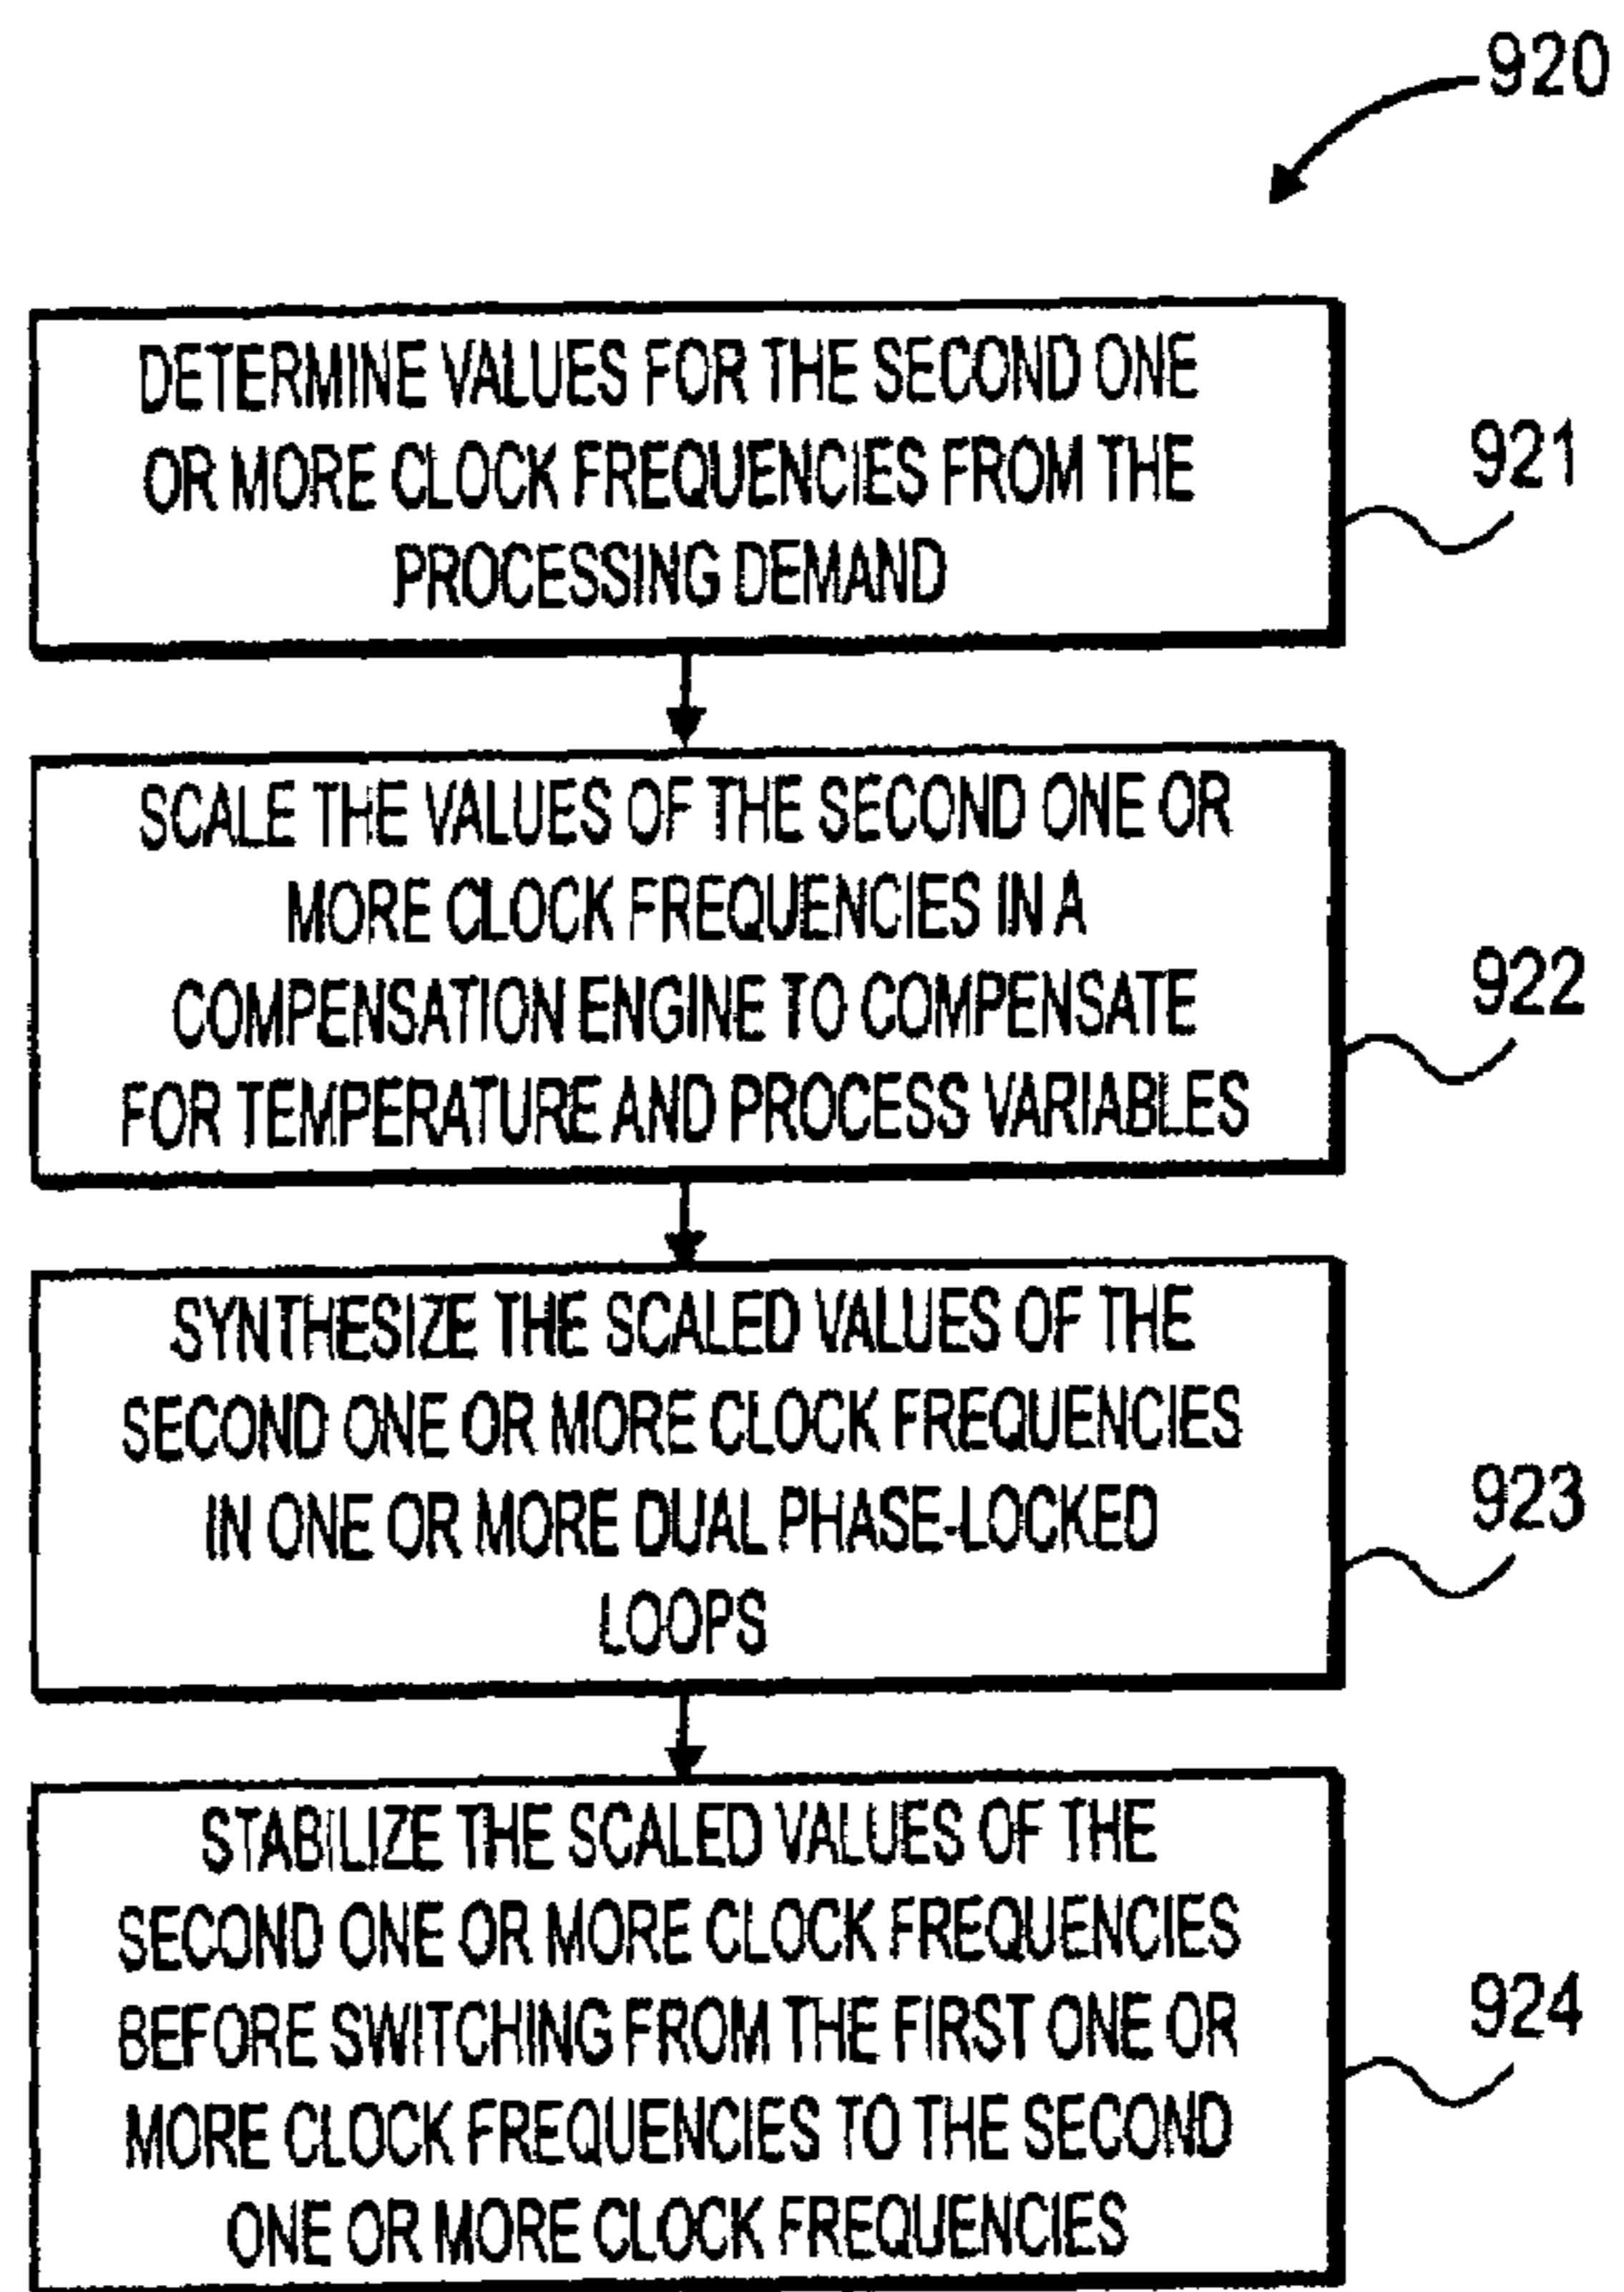 920
DETERMINE VALUES FOR THE SECOND ONE
OR MORE CLOCK FREQUENCIES FROM THE
PROCESSING DEMAND
921
SCALE THE VALUES OF THE SECOND ONE OR
MORE CLOCK FREQUENCIES IN A
COMPENSATION ENGINE TO COMPENSATE
FOR TEMPERATURE AND PROCESS VARIABLES
922
SYNTHESIZE THE SCALED VALUES OF THE
SECOND ONE OR MORE CLOCK FREQUENCIES
IN ONE OR MORE DUAL PHASE-LOCKED
LOOPS
923
STABILIZE THE SCALED VALUES OF THE
SECOND ONE OR MORE CLOCK FREQUENCIES
BEFORE SWITCHING FROM THE FIRST ONE OR
MORE CLOCK FREQUENCIES TO THE SECOND
ONE OR MORE CLOCK FREQUENCIES
924